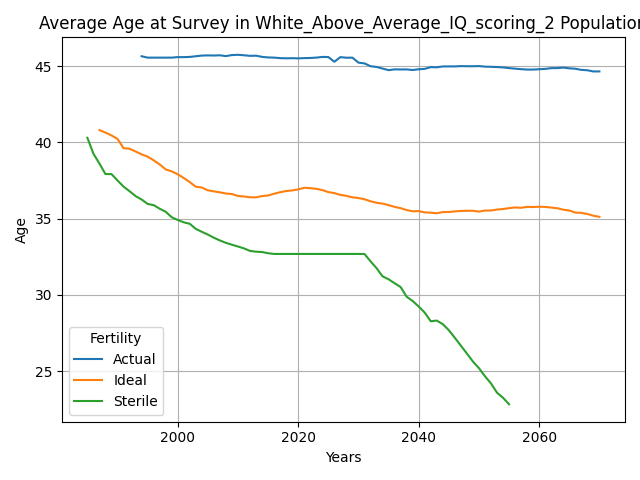 Average Age at Survey in White_Above_Average_IQ_scoring_2 Population
45
40
35
30
25
Age
Fertility
Actual
Ideal
Sterile
2000 2020 2040 2060
Years